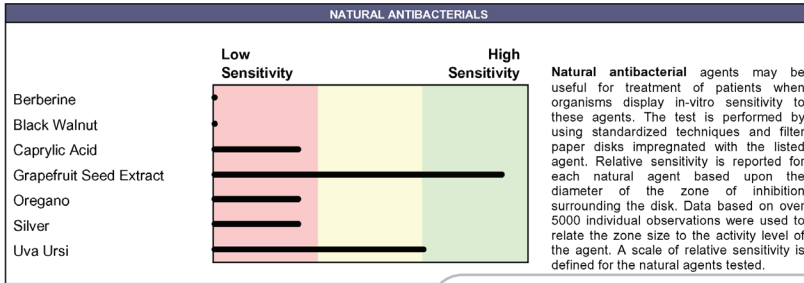 NATURAL ANTIBACTERIALS
Low
Sensitivity
High
Sensitivity
Berberine
Black Walnut
Caprylic Acid
Grapefruit Seed Extract
Oregano
Silver
Uva Ursi
Natural antibacterial agents may be
useful for treatment of patients when
organisms display in-vitro sensitivity to
these agents. The test is performed by
using standardized techniques and filter
paper disks impregnated with the listed
agent. Relative sensitivity is reported for
each natural agent based upon the
diameter of the zone of inhibition
surrounding the disk. Data based on over
5000 individual observations were used to
relate the zone size to the activity level of
the agent. A scale of relative sensitivity is
defined for the natural agents tested.